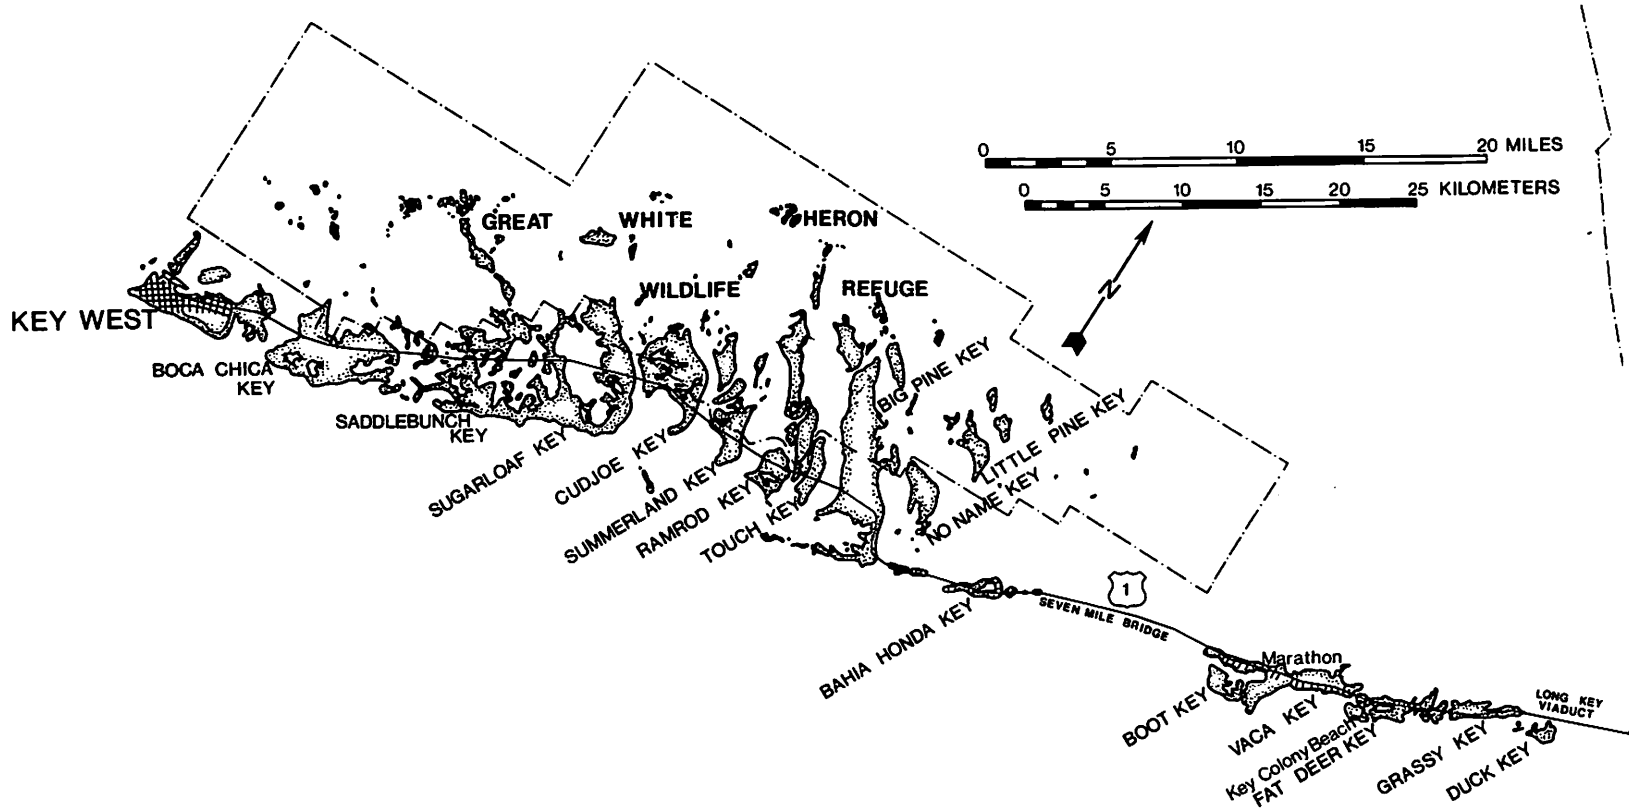 0 5 10 15 20 MILES
0 5 10 15 20 25 KILOMETERS
GREAT WHITE HERON
WILDLIFE REFUGE
N
KEY WEST
BOCA CHICA
KEY
SADDLEBUNCH
KEY
SUGARLOAF KEY
CUDJOE KEY
SUMMERLAND KEY
RAMROD KEY
TOUCH KEY
BIG PINE KEY
LITTLE PINE KEY
NO NAME KEY
BAHIA HONDA KEY
1
SEVEN MILE BRIDGE
Marathon
BOOT KEY
VACA KEY
Key Colony Beach
FAT DEER KEY
GRASSY KEY
DUCK KEY
LONG KEY
VIADUCT